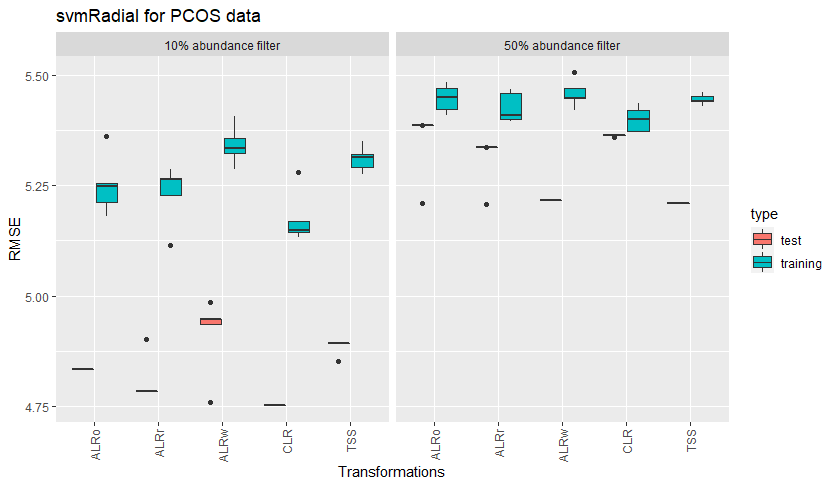 svmRadial for PCOS data
10% abundance filter
50% abundance filter
RMSE
5.50
5.25
5.00
4.75
ALRo
ALRr
ALRw
CLR
TSS
ALRo
ALRr
ALRw
CLR
TSS
Transformations
type
test
training